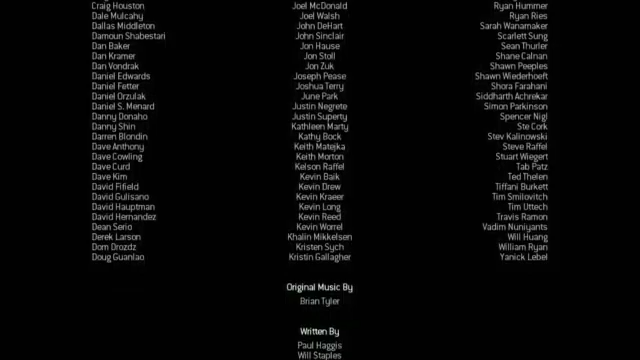 Craig Houston
Dale Mulcahy
Dallas Middleton
Damoun Shabestari
Dan Baker
Dan Kramer
Dan Vondrak
Daniel Edwards
Daniel Fetter
Daniel Orzulak
Daniel S. Menard
Danny Donaho
Danny Shin
Darren Blondin
Dave Anthony
Dave Cowling
Dave Curd
Dave Kim
David Fifield
David Gulisano
David Hauptman
David Hernandez
Dean Serio
Derek Larson
Dom Drozdz
Doug Guanlao
Joel McDonald
Joel Walsh
John DeHart
John Sinclair
Jon Hause
Jon Stoll
Jon Zuk
Joseph Pease
Joshua Terry
June Park
Justin Negrete
Justin Superty
Kathleen Marty
Kathy Bock
Keith Matejka
Keith Morton
Kelson Raffel
Kevin Baik
Kevin Drew
Kevin Kraeer
Kevin Long
Kevin Reed
Kevin Worrel
Khalin Mikkelsen
Kristen Sych
Kristin Gallagher
Ryan Hummer
Ryan Ries
Sarah Wanamaker
Scarlett Sung
Sean Thurler
Shane Calnan
Shawn Peeples
Shawn Wiederhoeft
Shora Farahani
Siddharth Achrekar
Simon Parkinson
Spencer Nigl
Ste Cork
Stev Kalinowski
Steve Raffel
Stuart Wiegert
Tab Patz
Ted Thelen
Tiffani Burkett
Tim Smilovitch
Tim Uttech
Travis Ramon
Vadim Nuniyants
Will Huang
William Ryan
Yanick Lebel
Original Music By
Brian Tyler
Written By
Paul Haggis
Will Staples